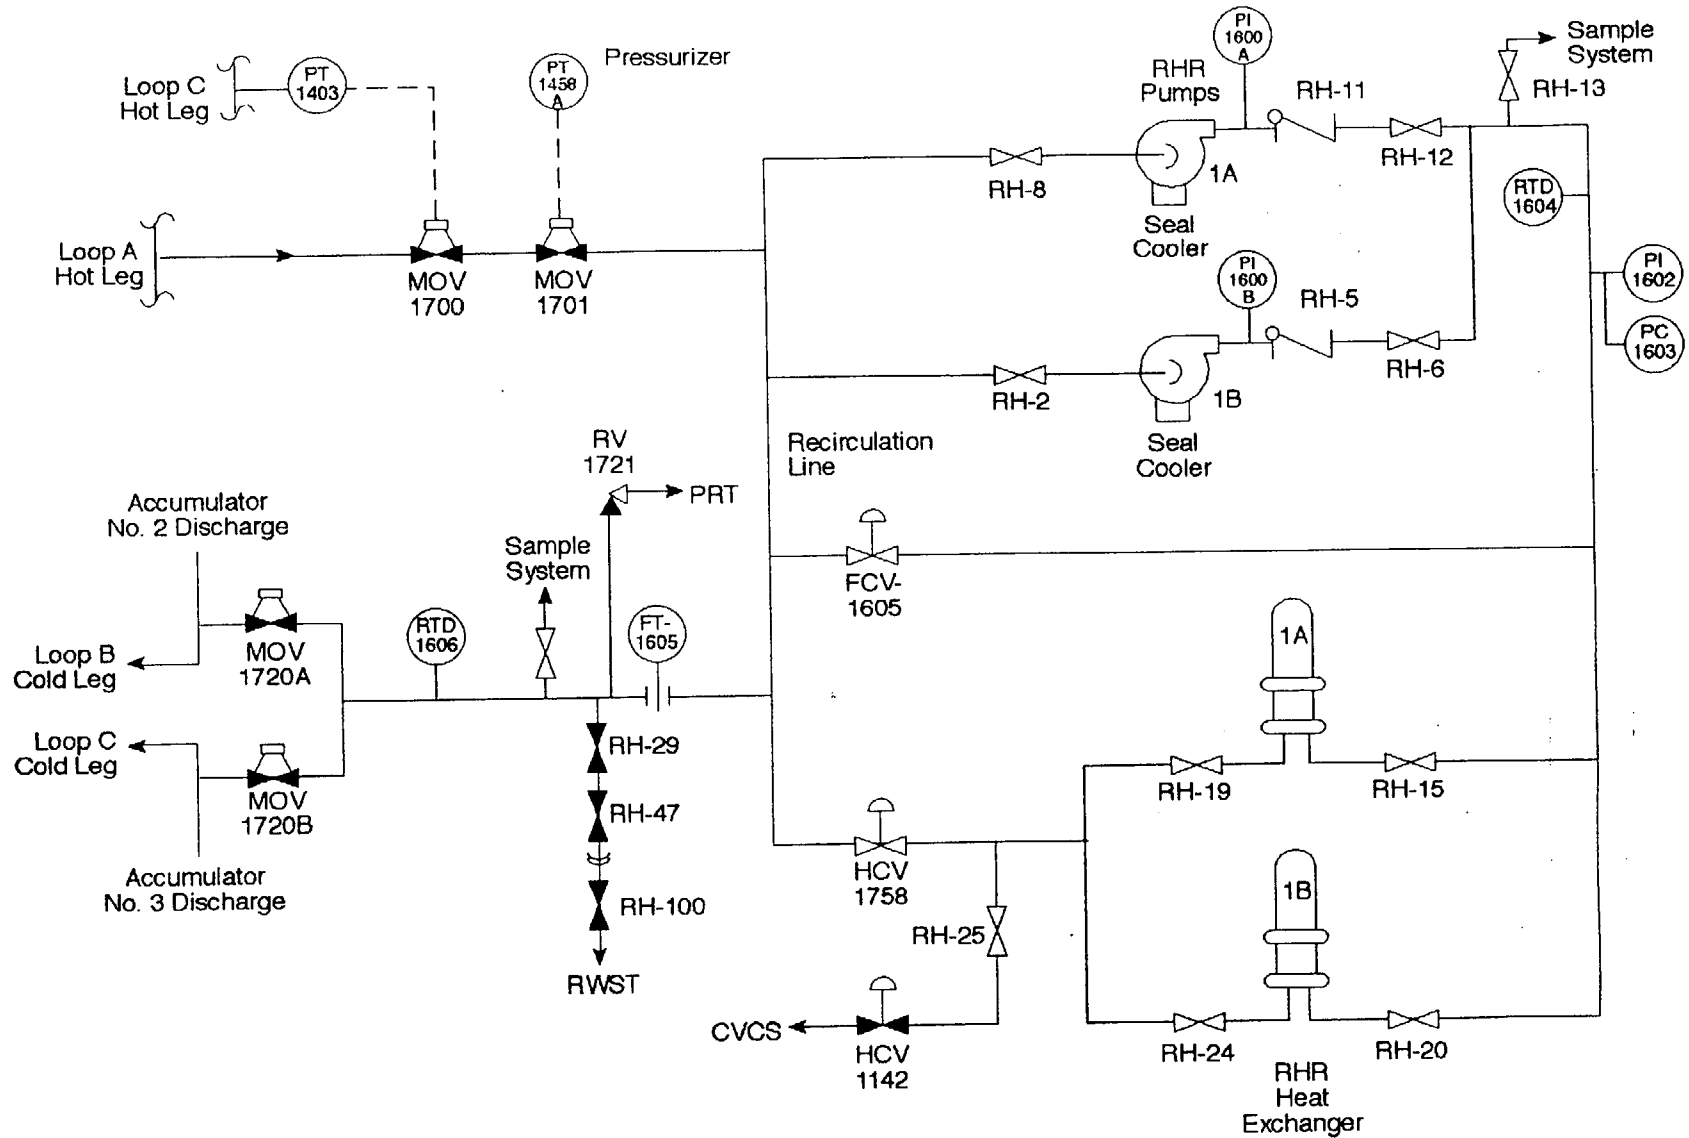 PI
1600
A
Sample
System
Pressurizer
Loop C
Hot Leg
PT
1403
PT
1458
A
RHR
Pumps
RH-11
RH-13
RH-12
RH-8
1A
RTD
1604
Seal
Cooler
Loop A
Hot Leg
MOV
1700
MOV
1701
PI
1600
B
RH-5
PI
1602
PC
1603
RH-6
RH-2
1B
Seal
Cooler
Recirculation
Line
RV
1721
PRT
Accumulator
No. 2 Discharge
Sample
System
FCV-
1605
RTD
1606
FT-
1605
1A
Loop B
Cold Leg
MOV
1720A
Loop C
Cold Leg
RH-29
RH-19
RH-15
MOV
1720B
RH-47
HCV
1758
Accumulator
No. 3 Discharge
RH-100
1B
RH-25
RWST
CVCS
HCV
1142
RH-24
RH-20
RHR
Heat
Exchanger